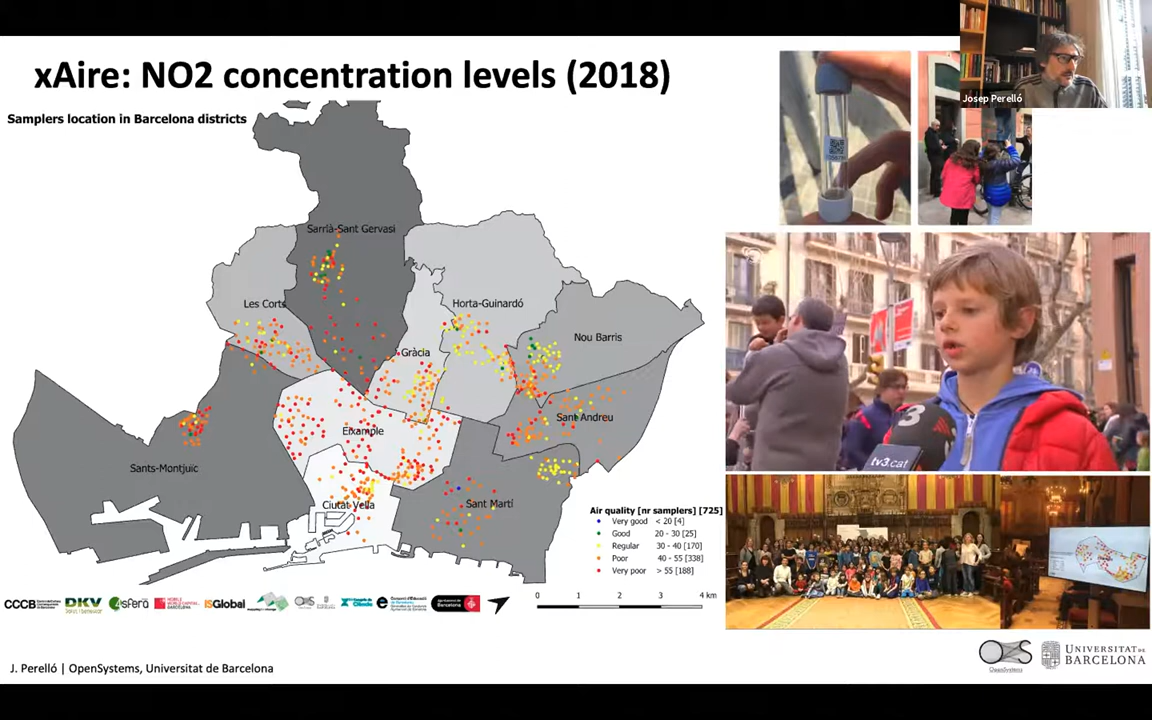 xAire: NO2 concentration levels (2018)
Samplers location in Barcelona districts
Josep Perelló
Sarrià-Sant Gervasi
Les Corts
Horta-Guinardó
Nou Barris
Gràcia
Sant Andreu
Eixample
Sants-Montjuïc
Ciutat Vella
Sant Martí
3
tv3.cat
Air quality [nr samplers] [725]
Very good < 20 [4]
Good 20 - 30 [25]
Regular 30 - 40 [170]
Poor 40 - 55 [338]
Very poor > 55 [188]
0 1 2 3 4 km
CCCB
DKV
ISGlobal
J. Perelló | OpenSystems, Universitat de Barcelona
OpenSystems
UNIVERSITAT DE
BARCELONA